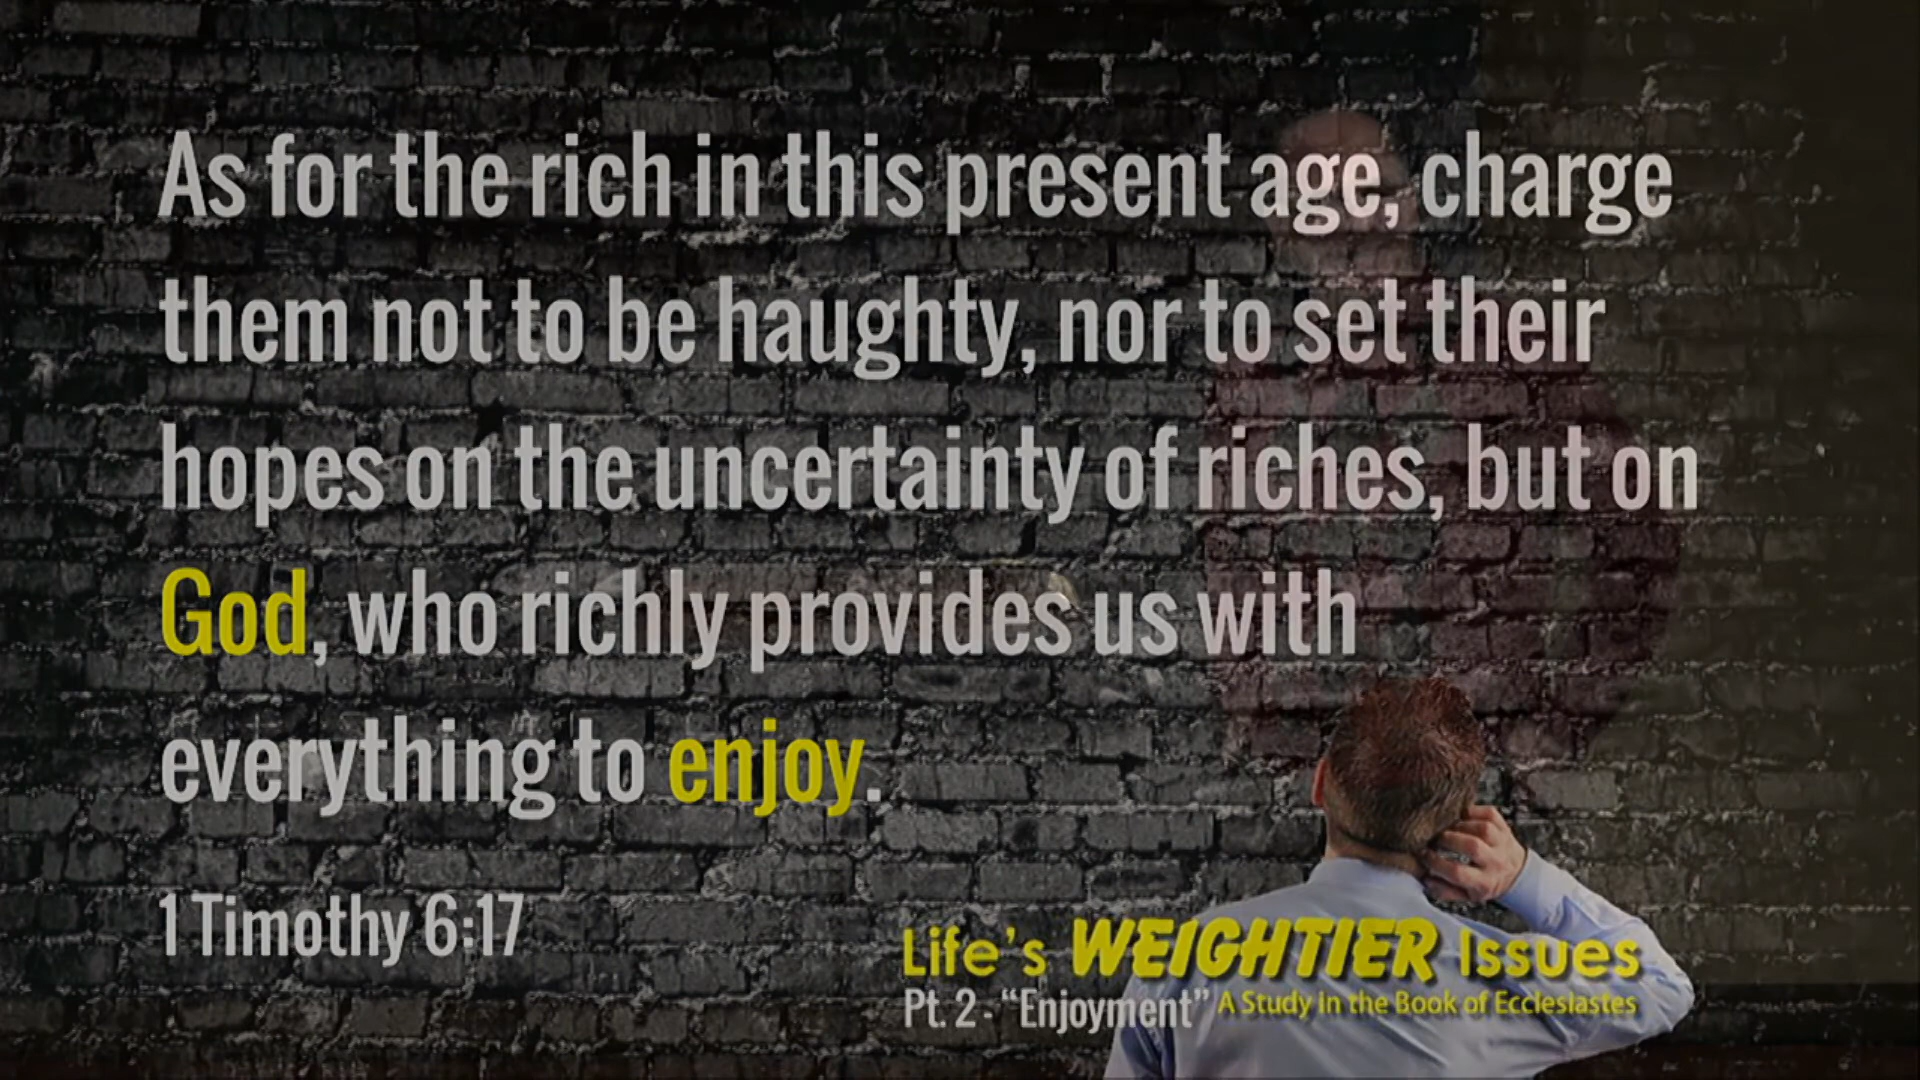 As for the rich in this present age, charge
them not to be haughty, nor to set their
hopes on the uncertainty of riches, but on
God, who richly provides us with
everything to enjoy.
1 Timothy 6:17
Life's WEIGHTIER Issues
Pt. 2 - "Enjoyment" A Study in the Book of Ecclesiastes